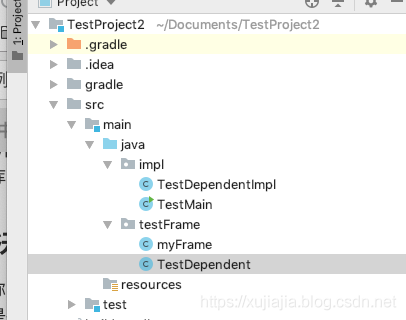 Project
1: Project
TestProject2 ~/Documents/TestProject2
.gradle
.idea
gradle
src
main
java
impl
TestDependentImpl
TestMain
testFrame
myFrame
TestDependent
resources
test
https://xujiajia.blog.csdn.net